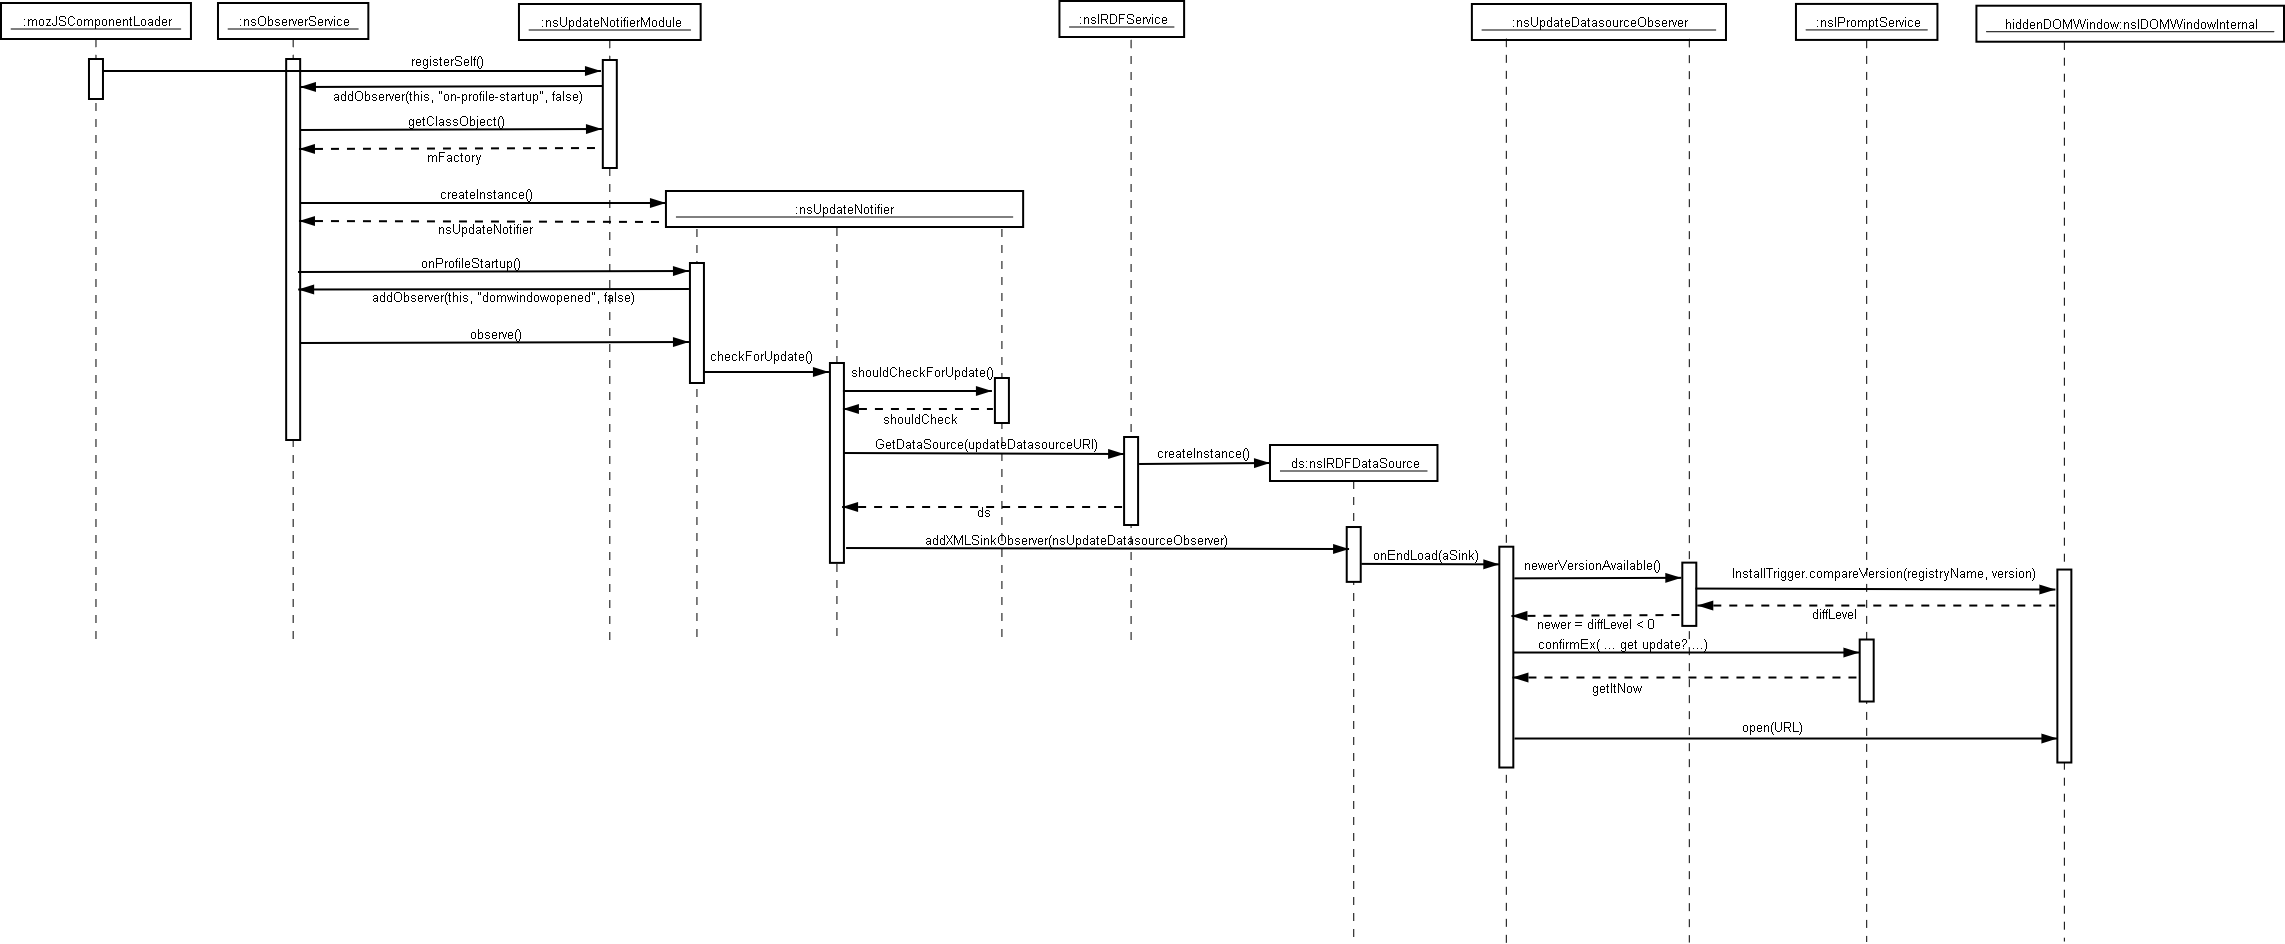 :mozJSComponentLoader
:nsObserverService
:nsUpdateNotifierModule
:nsIRDFService
:nsUpdateDatasourceObserver
:nsIPromptService
hiddenDOMWindow:nsIDOMWindowInternal
registerSelf()
addObserver(this, "on-profile-startup", false)
getClassObject()
mFactory
createInstance()
:nsUpdateNotifier
nsUpdateNotifier
onProfileStartup()
addObserver(this, "domwindowopened", false)
observe()
checkForUpdate()
shouldCheckForUpdate()
shouldCheck
GetDataSource(updateDatasourceURI)
createInstance()
ds:nsIRDFDataSource
ds
addXMLSinkObserver(nsUpdateDatasourceObserver)
onEndLoad(aSink)
newerVersionAvailable()
InstallTrigger.compareVersion(registryName, version)
diffLevel
newer = diffLevel < 0
confirmEx( ... get update? ...)
getItNow
open(URL)